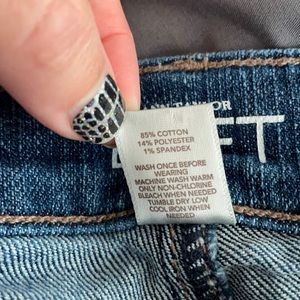 85% COTTON
14% POLYESTER
1% SPANDEX
WASH ONCE BEFORE
WEARING
MACHINE WASH WARM
ONLY NON-CHLORINE
BLEACH WHEN NEEDED
TUMBLE DRY LOW
COOL IRON WHEN
NEEDED